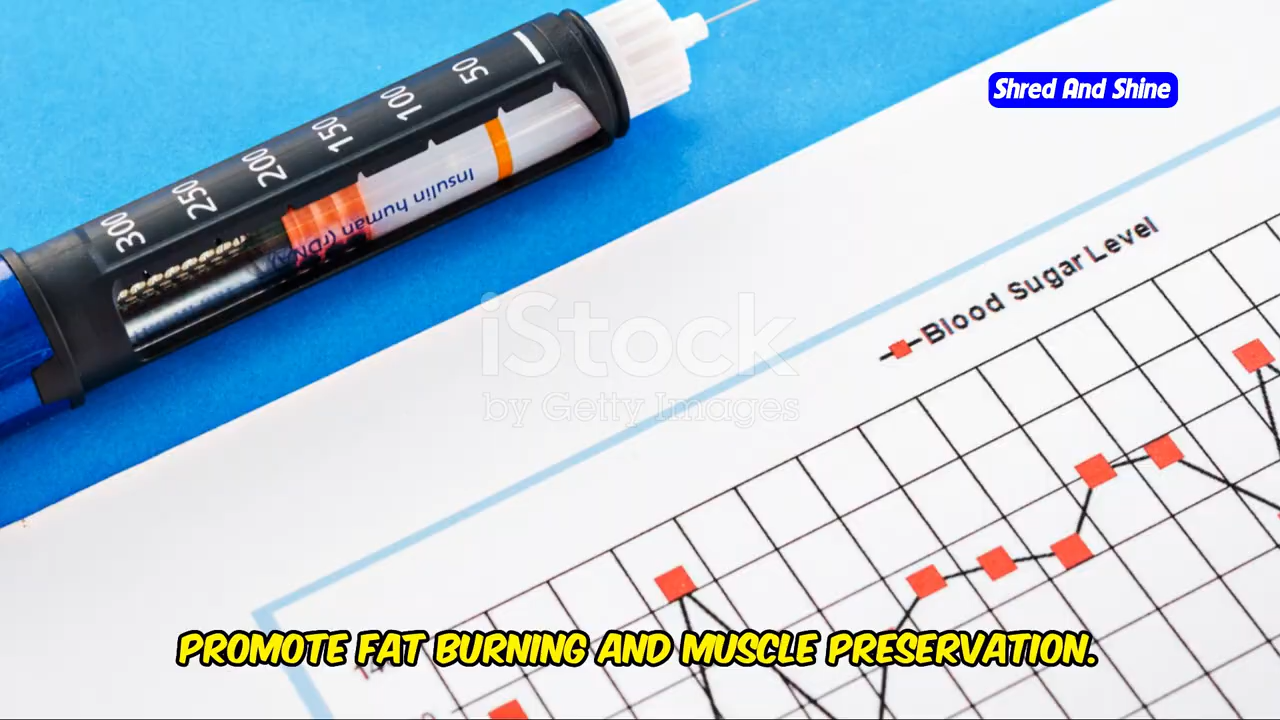 50
100
150
200
250
300
Insulin human (rDNA)
Shred And Shine
Blood Sugar Level
iStock
by Getty Images
PROMOTE FAT BURNING AND MUSCLE PRESERVATION.